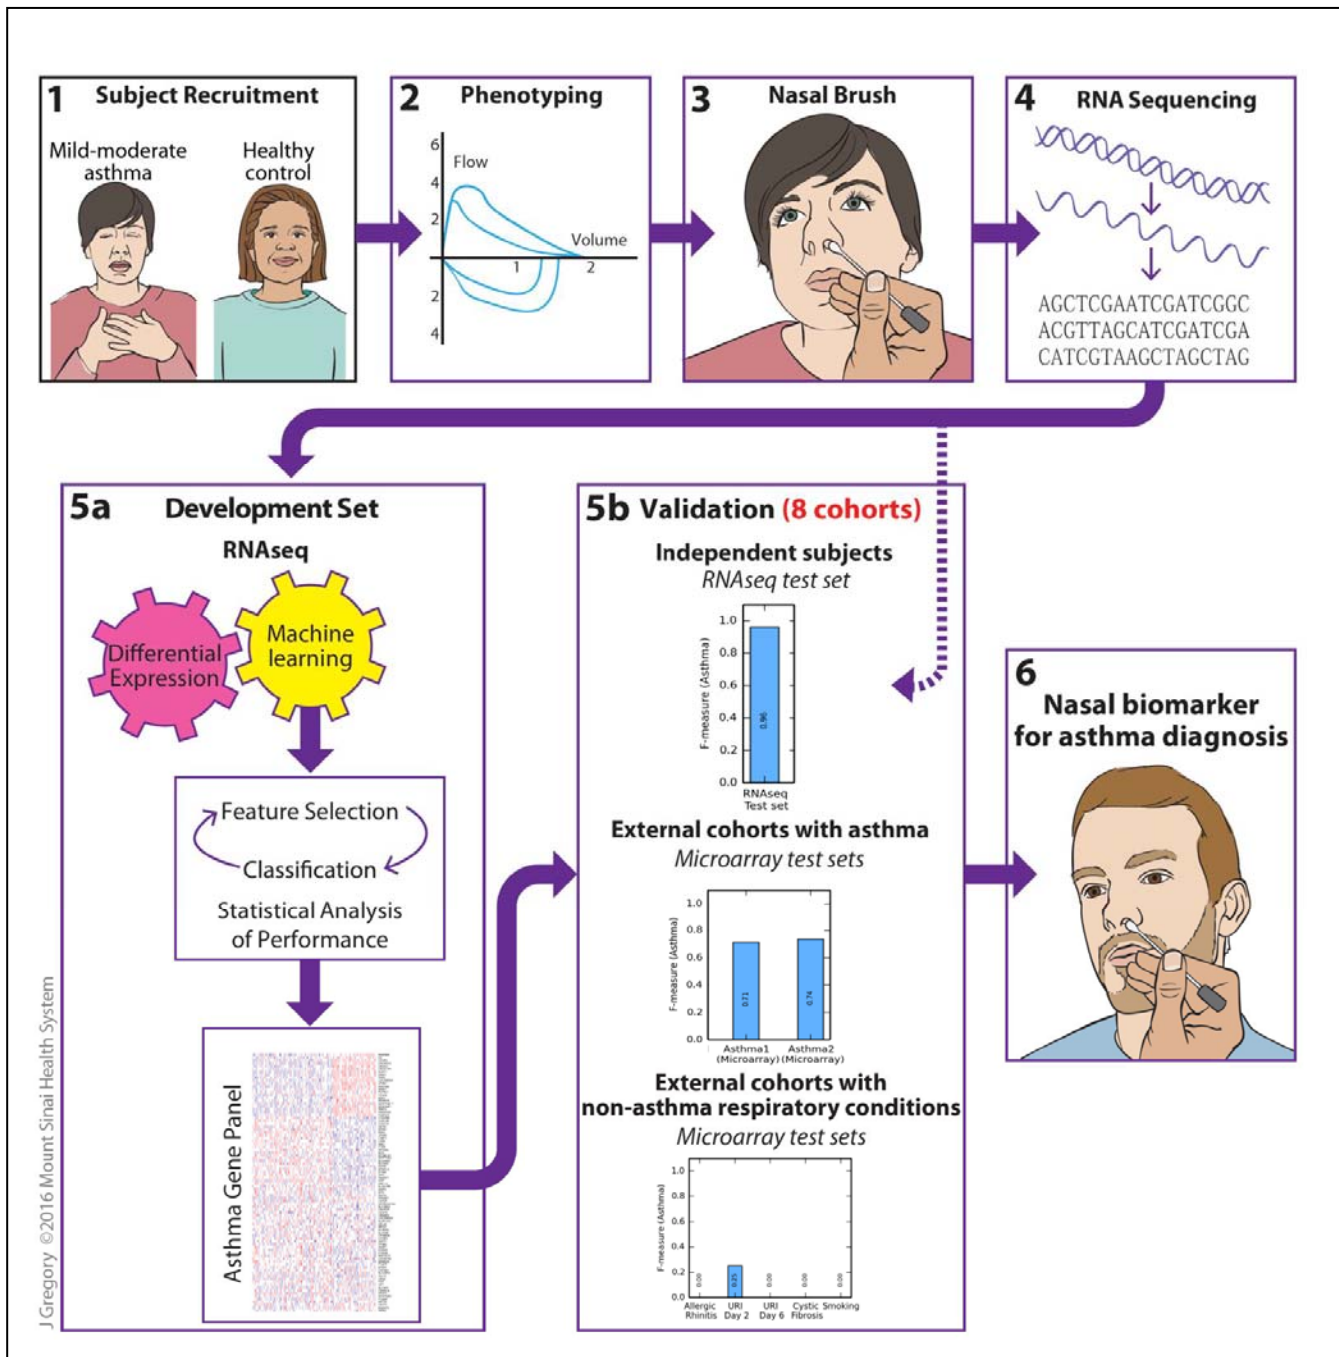 1 Subject Recruitment
Mild-moderate
asthma
Healthy
control
2 Phenotyping
6
Flow
4
2
Volume
1
2
2
4
3 Nasal Brush
4 RNA Sequencing
AGCTCGAATCGATCGGC
ACGTTAGCATCGATCGA
CATCGTAAGCTAGCTAG
5a Development Set
RNAseq
Differential
Expression
Machine
learning
Feature Selection
Classification
Statistical Analysis
of Performance
Asthma Gene Panel
5b Validation (8 cohorts)
Independent subjects
RNAseq test set
F-measure (Asthma)
1.0
0.8
0.6
0.4
0.2
0.0
0.96
RNAseq
Test set
External cohorts with asthma
Microarray test sets
F-measure (Asthma)
1.0
0.8
0.6
0.4
0.2
0.0
0.71
0.74
Asthma1
(Microarray)
Asthma2
(Microarray)
External cohorts with
non-asthma respiratory conditions
Microarray test sets
F-measure (Asthma)
1.0
0.8
0.6
0.4
0.2
0.0
0.00
0.25
0.00
0.00
0.00
Allergic
Rhinitis
URI
Day 2
URI
Day 6
Cystic
Fibrosis
Smoking
6
Nasal biomarker
for asthma diagnosis
J Gregory ©2016 Mount Sinai Health System